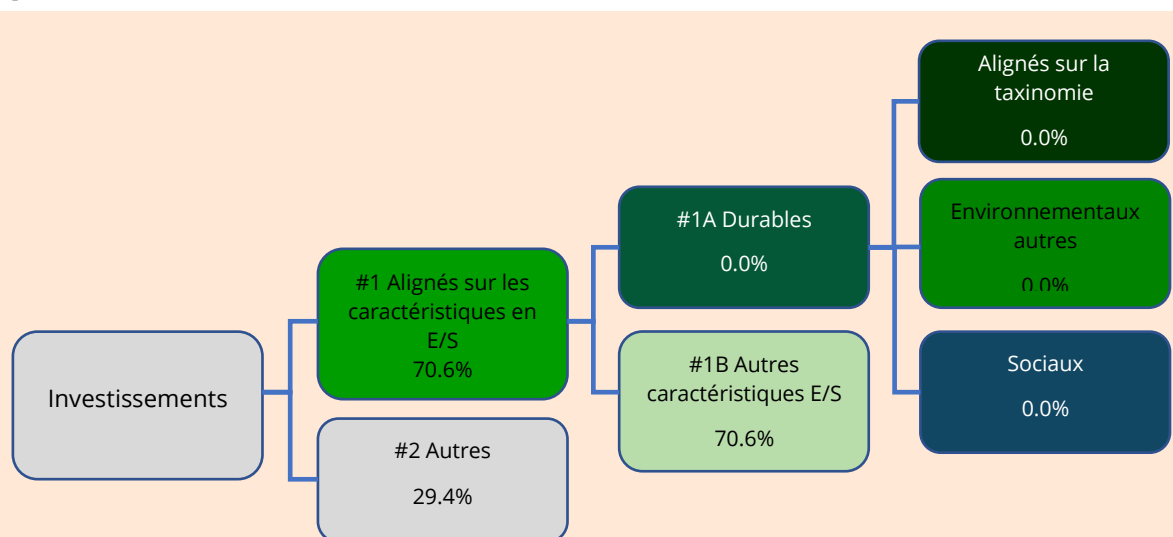 Investissements
#1 Alignés sur les
caractéristiques en
E/S
70.6%
#2 Autres
29.4%
#1A Durables
0.0%
#1B Autres
caractéristiques E/S
70.6%
Alignés sur la
taxinomie
0.0%
Environnementaux
autres
0.0%
Sociaux
0.0%